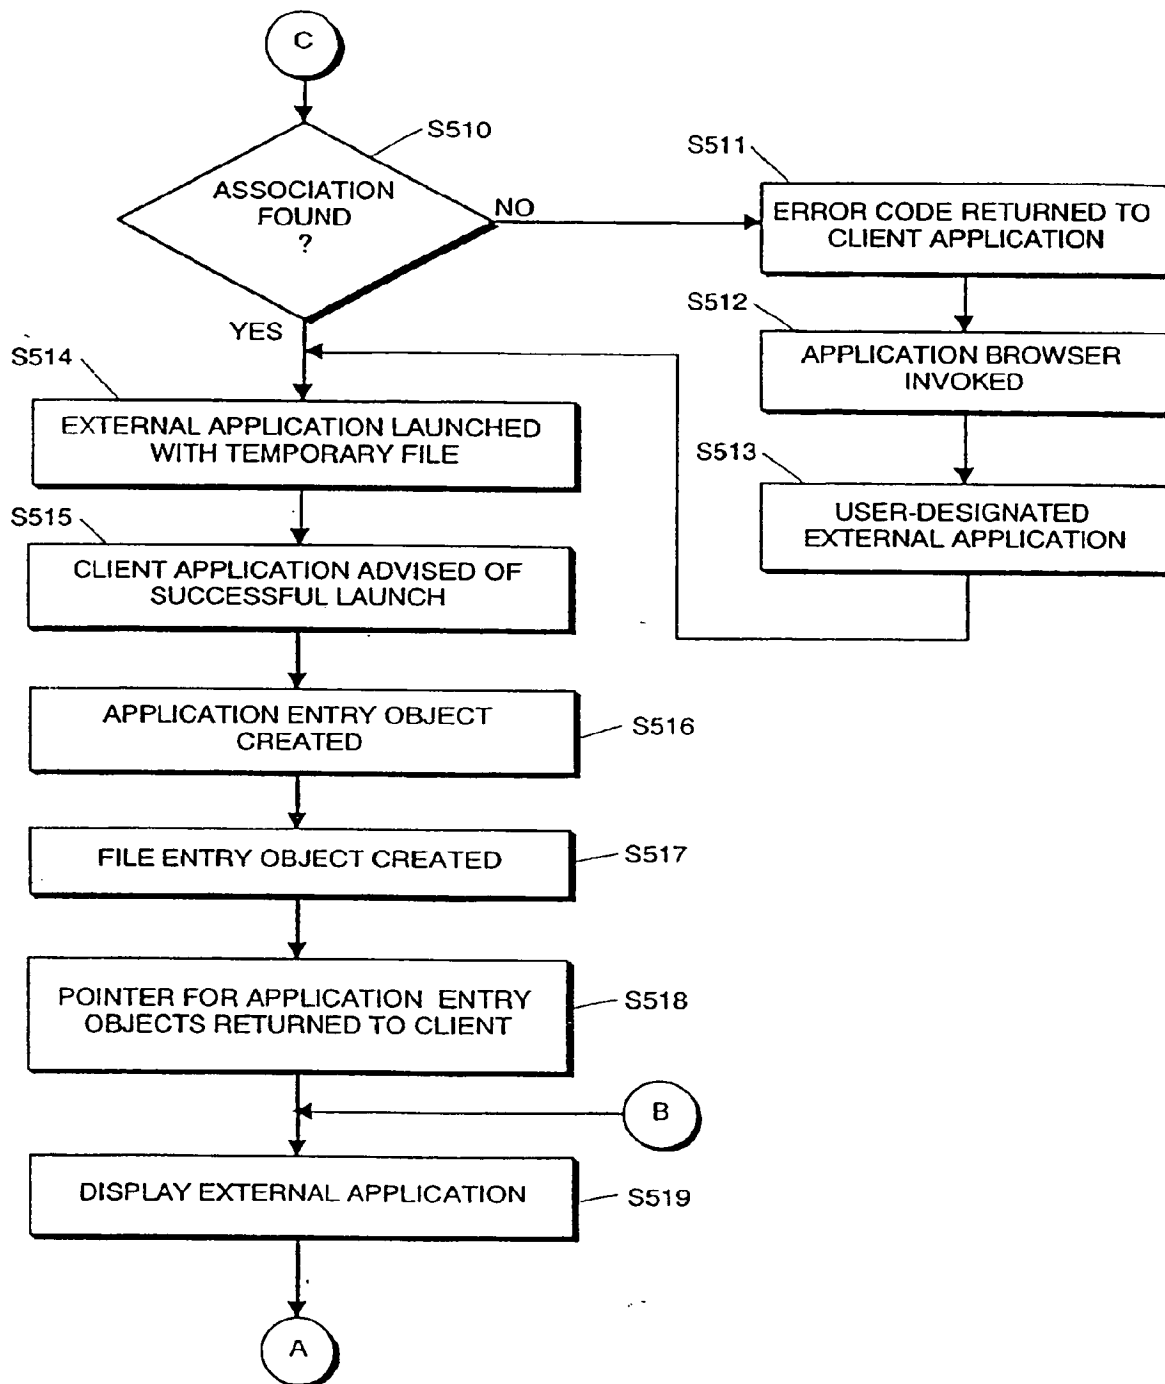 C
S510
ASSOCIATION
FOUND
?
NO
YES
S511
ERROR CODE RETURNED TO
CLIENT APPLICATION
S512
APPLICATION BROWSER
INVOKED
S513
USER-DESIGNATED
EXTERNAL APPLICATION
S514
EXTERNAL APPLICATION LAUNCHED
WITH TEMPORARY FILE
S515
CLIENT APPLICATION ADVISED OF
SUCCESSFUL LAUNCH
APPLICATION ENTRY OBJECT
CREATED
S516
FILE ENTRY OBJECT CREATED
S517
POINTER FOR APPLICATION ENTRY
OBJECTS RETURNED TO CLIENT
S518
B
DISPLAY EXTERNAL APPLICATION
S519
A